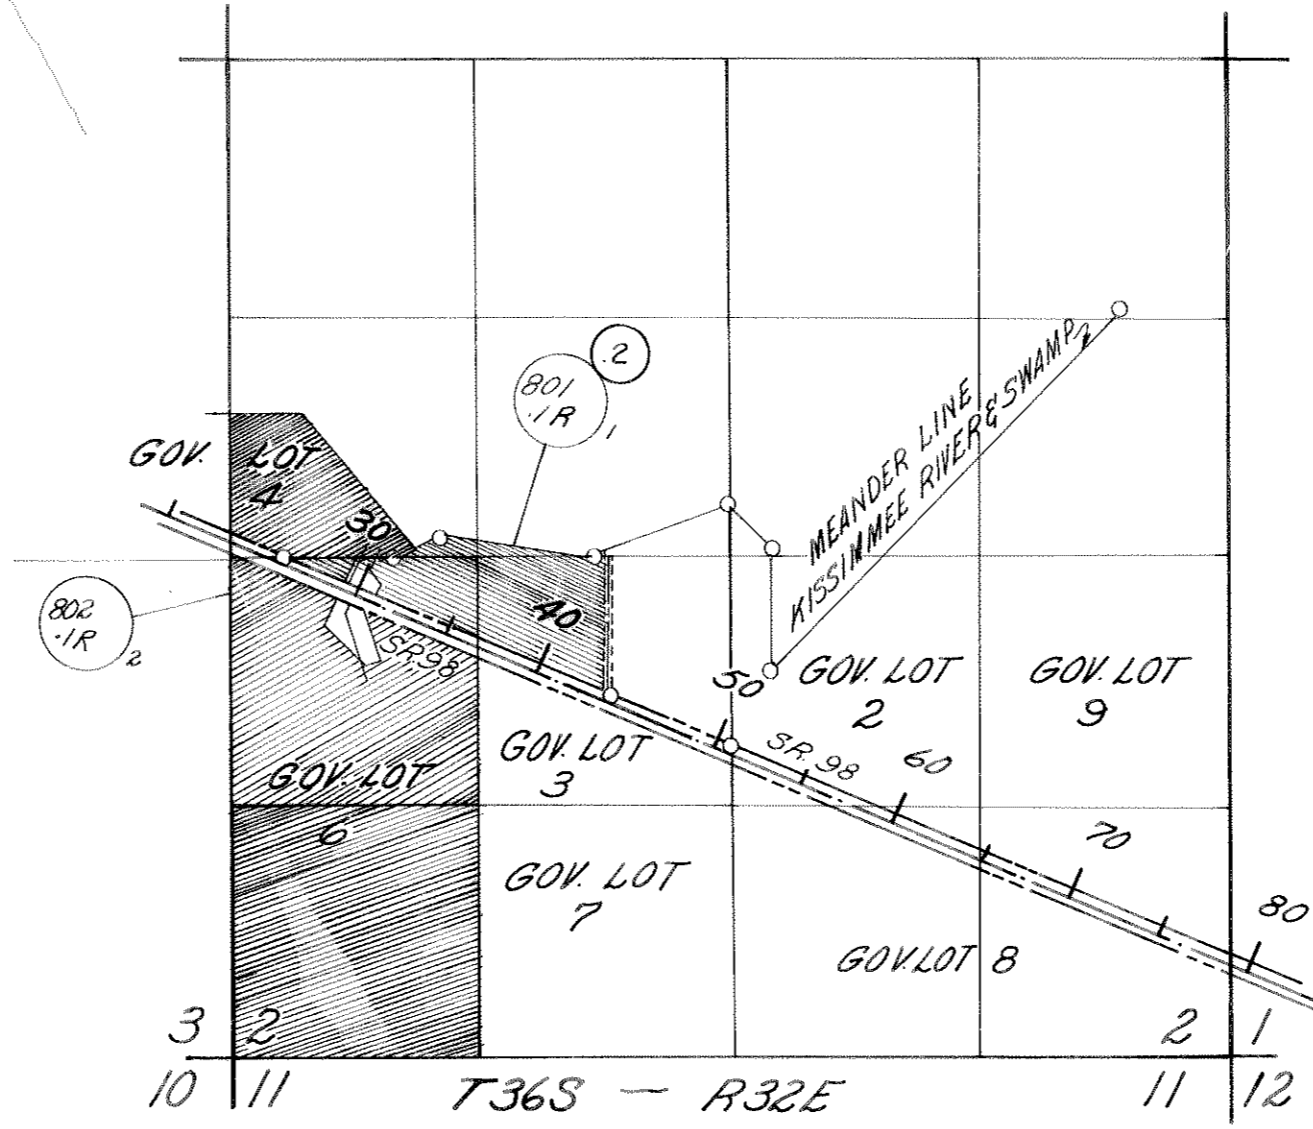 .2
801
.1R
1
MEANDER LINE
KISSIMMEE RIVER & SWAMP
GOV. LOT
4
30
802
.1R
2
40
SR.98
50
GOV. LOT
2
GOV. LOT
9
GOV. LOT
3
SR. 98
60
GOV. LOT
6
70
GOV. LOT
7
80
GOV. LOT 8
3 2
2 1
10 11
T36S — R32E
11 12